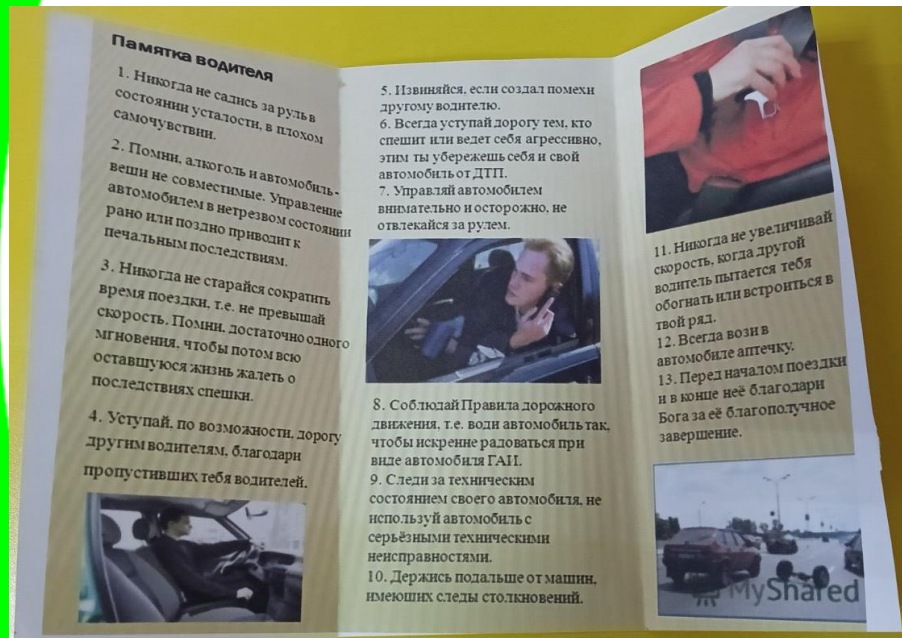 Памятка водителя
1. Никогда не садись за руль в
состоянии усталости, в плохом
самочувствии.
2. Помни, алкоголь и автомобиль -
вещи не совместимые. Управление
автомобилем в нетрезвом состоянии
рано или поздно приводит к
печальным последствиям.
3. Никогда не старайся сократить
время поездки, т.е. не превышай
скорость. Помни, достаточно одного
мгновения, чтобы потом всю
оставшуюся жизнь жалеть о
последствиях спешки.
4. Уступай, по возможности, дорогу
другим водителям, благодари
пропустивших тебя водителей.
5. Извиняйся, если создал помехи
другому водителю.
6. Всегда уступай дорогу тем, кто
спешит или ведет себя агрессивно,
этим ты убережешь себя и свой
автомобиль от ДТП.
7. Управляй автомобилем
внимательно и осторожно, не
отвлекайся за рулем.
8. Соблюдай Правила дорожного
движения, т.е. води автомобиль так,
чтобы искренне радоваться при
виде автомобиля ГАИ.
9. Следи за техническим
состоянием своего автомобиля, не
используй автомобиль с
серьёзными техническими
неисправностями.
10. Держись подальше от машин,
имеющих следы столкновений.
11. Никогда не увеличивай
скорость, когда другой
водитель пытается тебя
обогнать или встроиться в
твой ряд.
12. Всегда вози в
автомобиле аптечку.
13. Перед началом поездки
и в конце неё благодари
Бога за её благополучное
завершение.
MyShared